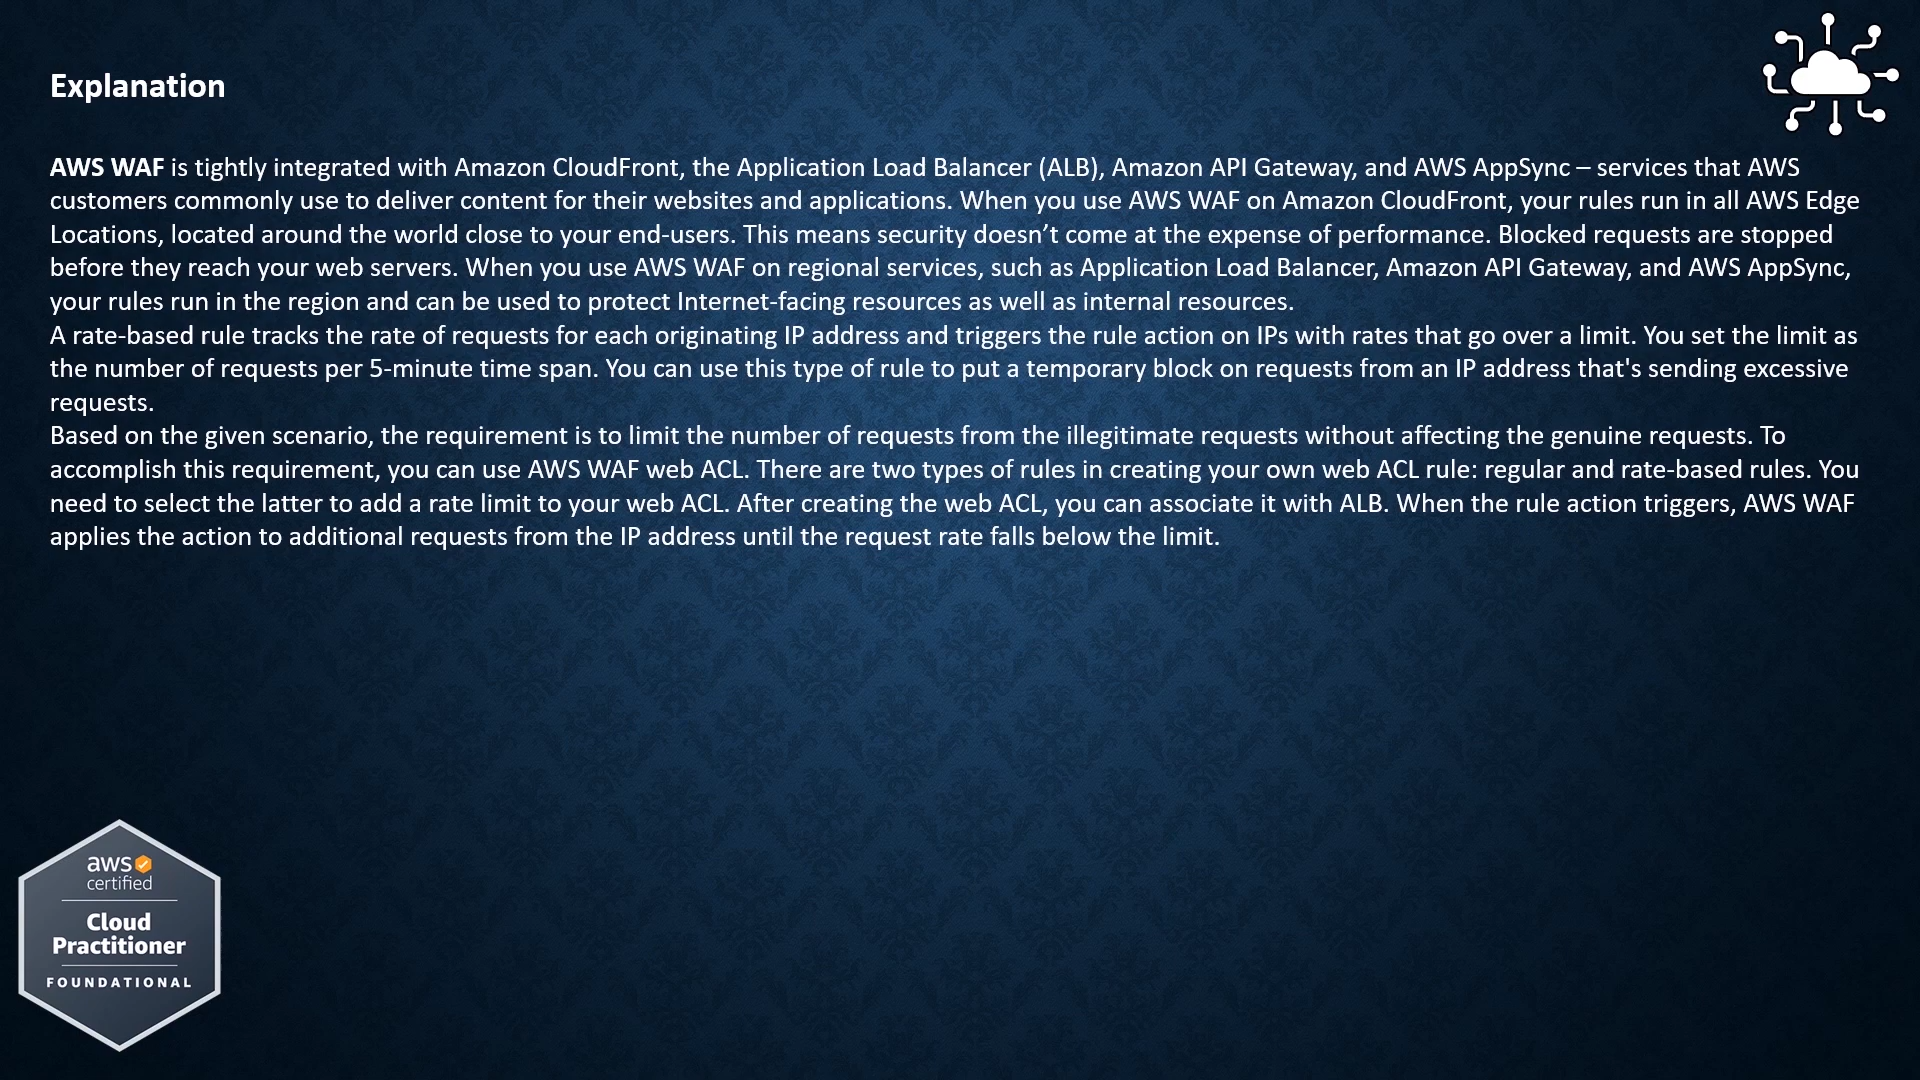 Explanation
AWS WAF is tightly integrated with Amazon CloudFront, the Application Load Balancer (ALB), Amazon API Gateway, and AWS AppSync – services that AWS
customers commonly use to deliver content for their websites and applications. When you use AWS WAF on Amazon CloudFront, your rules run in all AWS Edge
Locations, located around the world close to your end-users. This means security doesn’t come at the expense of performance. Blocked requests are stopped
before they reach your web servers. When you use AWS WAF on regional services, such as Application Load Balancer, Amazon API Gateway, and AWS AppSync,
your rules run in the region and can be used to protect Internet-facing resources as well as internal resources.
A rate-based rule tracks the rate of requests for each originating IP address and triggers the rule action on IPs with rates that go over a limit. You set the limit as
the number of requests per 5-minute time span. You can use this type of rule to put a temporary block on requests from an IP address that's sending excessive
requests.
Based on the given scenario, the requirement is to limit the number of requests from the illegitimate requests without affecting the genuine requests. To
accomplish this requirement, you can use AWS WAF web ACL. There are two types of rules in creating your own web ACL rule: regular and rate-based rules. You
need to select the latter to add a rate limit to your web ACL. After creating the web ACL, you can associate it with ALB. When the rule action triggers, AWS WAF
applies the action to additional requests from the IP address until the request rate falls below the limit.
aws
certified
Cloud
Practitioner
FOUNDATIONAL